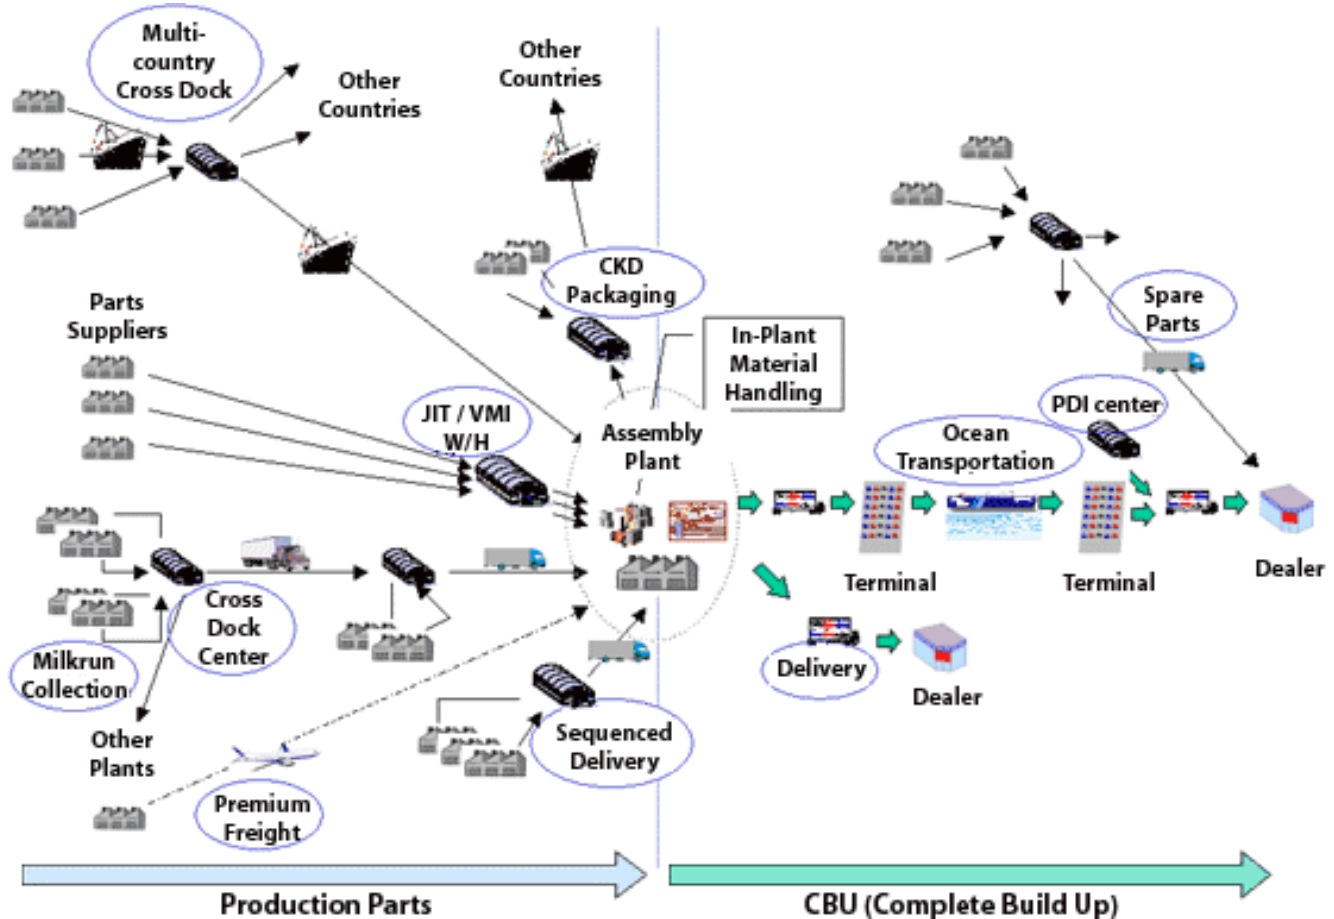 Multi-
country
Cross Dock
Other
Countries
Other
Countries
CKD
Packaging
Parts
Suppliers
In-Plant
Material
Handling
Spare
Parts
JIT / VMI
W/H
Assembly
Plant
PDI center
Ocean
Transportation
Terminal
Terminal
Dealer
Cross
Dock
Center
Milkrun
Collection
Delivery
Dealer
Other
Plants
Sequenced
Delivery
Premium
Freight
Production Parts
CBU (Complete Build Up)